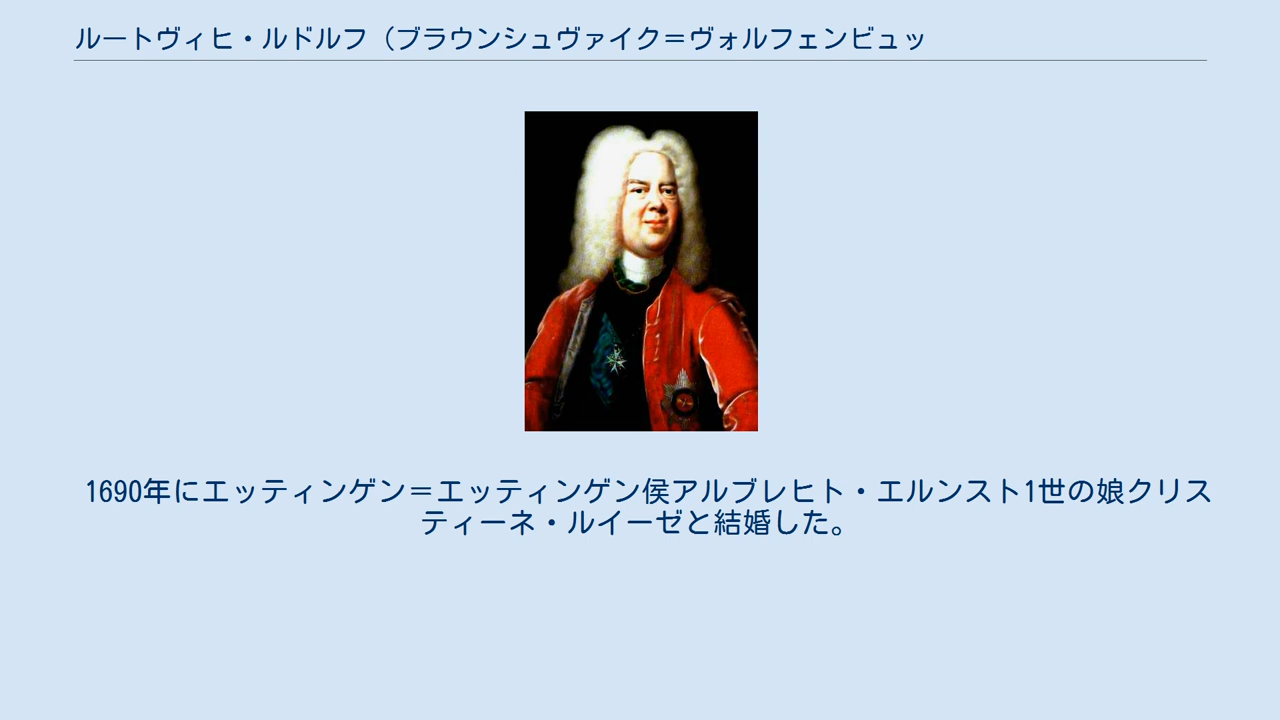 ルートヴィヒ・ルドルフ（ブラウンシュヴァイク＝ヴォルフェンビュッ
1690年にエッティンゲン＝エッティンゲン侯アルブレヒト・エルンスト1世の娘クリス
ティーネ・ルイーゼと結婚した。